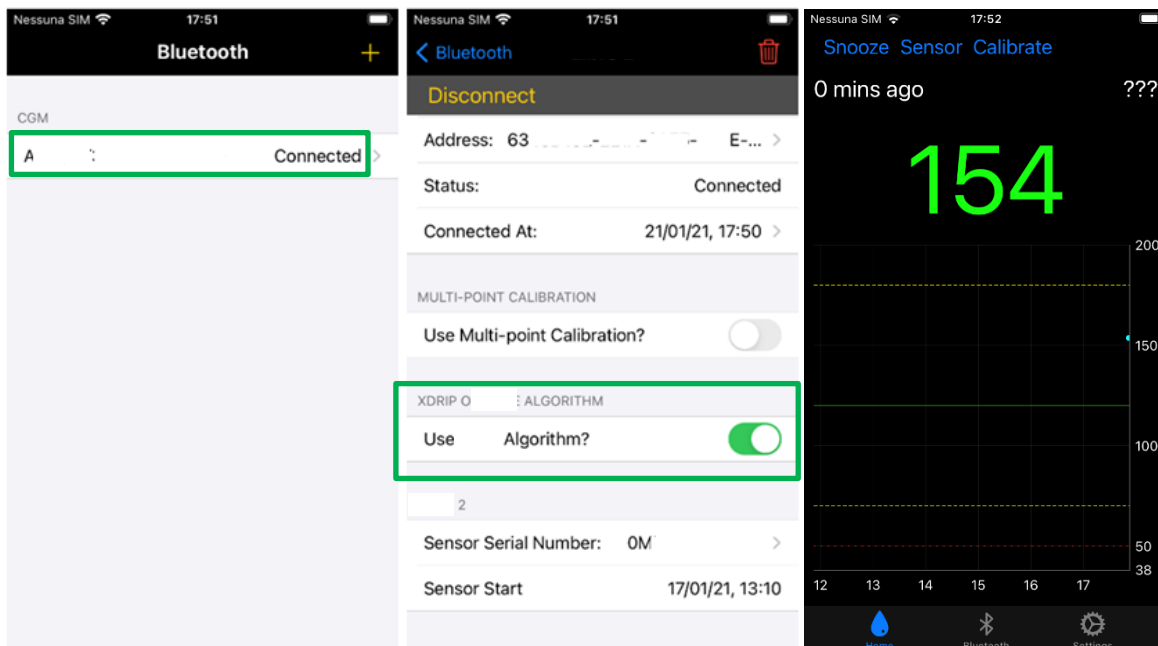 Nessuna SIM 17:51
Bluetooth +
CGM
A Connected
Nessuna SIM 17:51
Bluetooth
Disconnect
Address: 63 E-...
Status: Connected
Connected At: 21/01/21, 17:50
MULTI-POINT CALIBRATION
Use Multi-point Calibration?
XDRIP O E ALGORITHM
Use Algorithm?
2
Sensor Serial Number: 0M
Sensor Start 17/01/21, 13:10
Nessuna SIM 17:52
Snooze Sensor Calibrate
0 mins ago ???
154
200
150
100
50
38
12 13 14 15 16 17
Home Bluetooth Settings